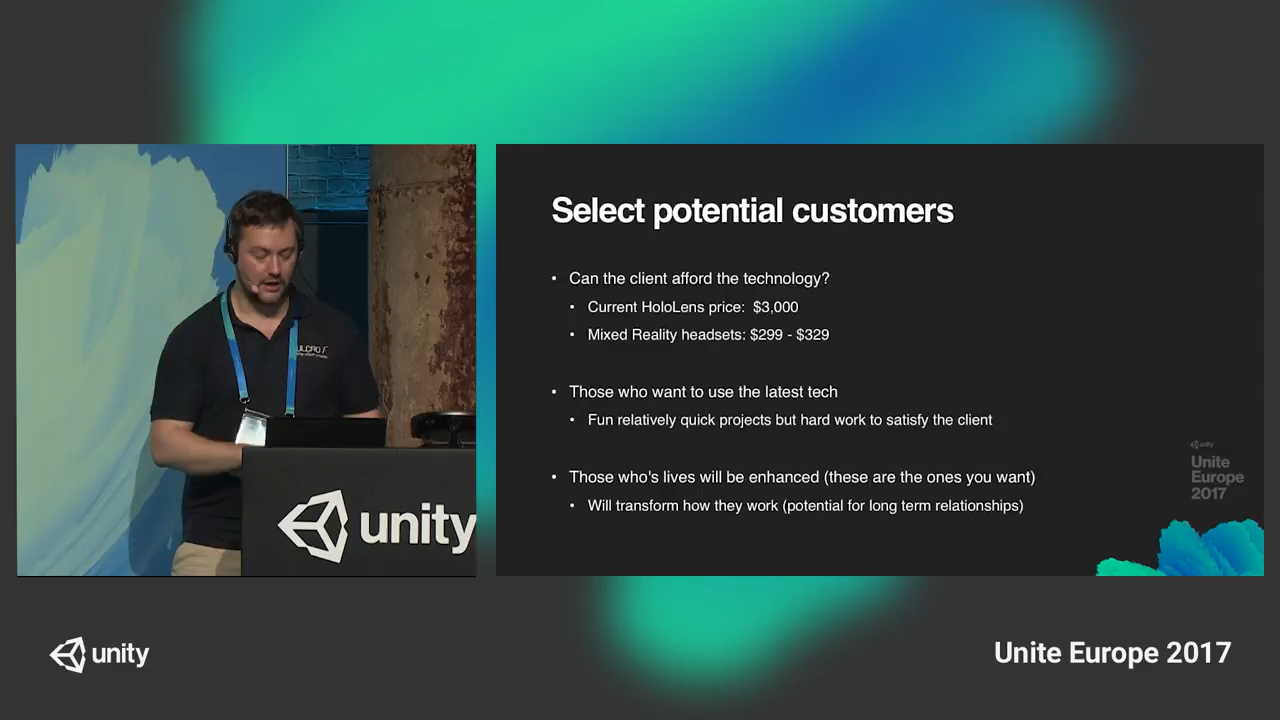 Select potential customers
• Can the client afford the technology?
• Current HoloLens price: $3,000
• Mixed Reality headsets: $299 - $329
• Those who want to use the latest tech
• Fun relatively quick projects but hard work to satisfy the client
• Those who's lives will be enhanced (these are the ones you want)
• Will transform how they work (potential for long term relationships)
unity
Unite
Europe
2017
unity
unity
Unite Europe 2017